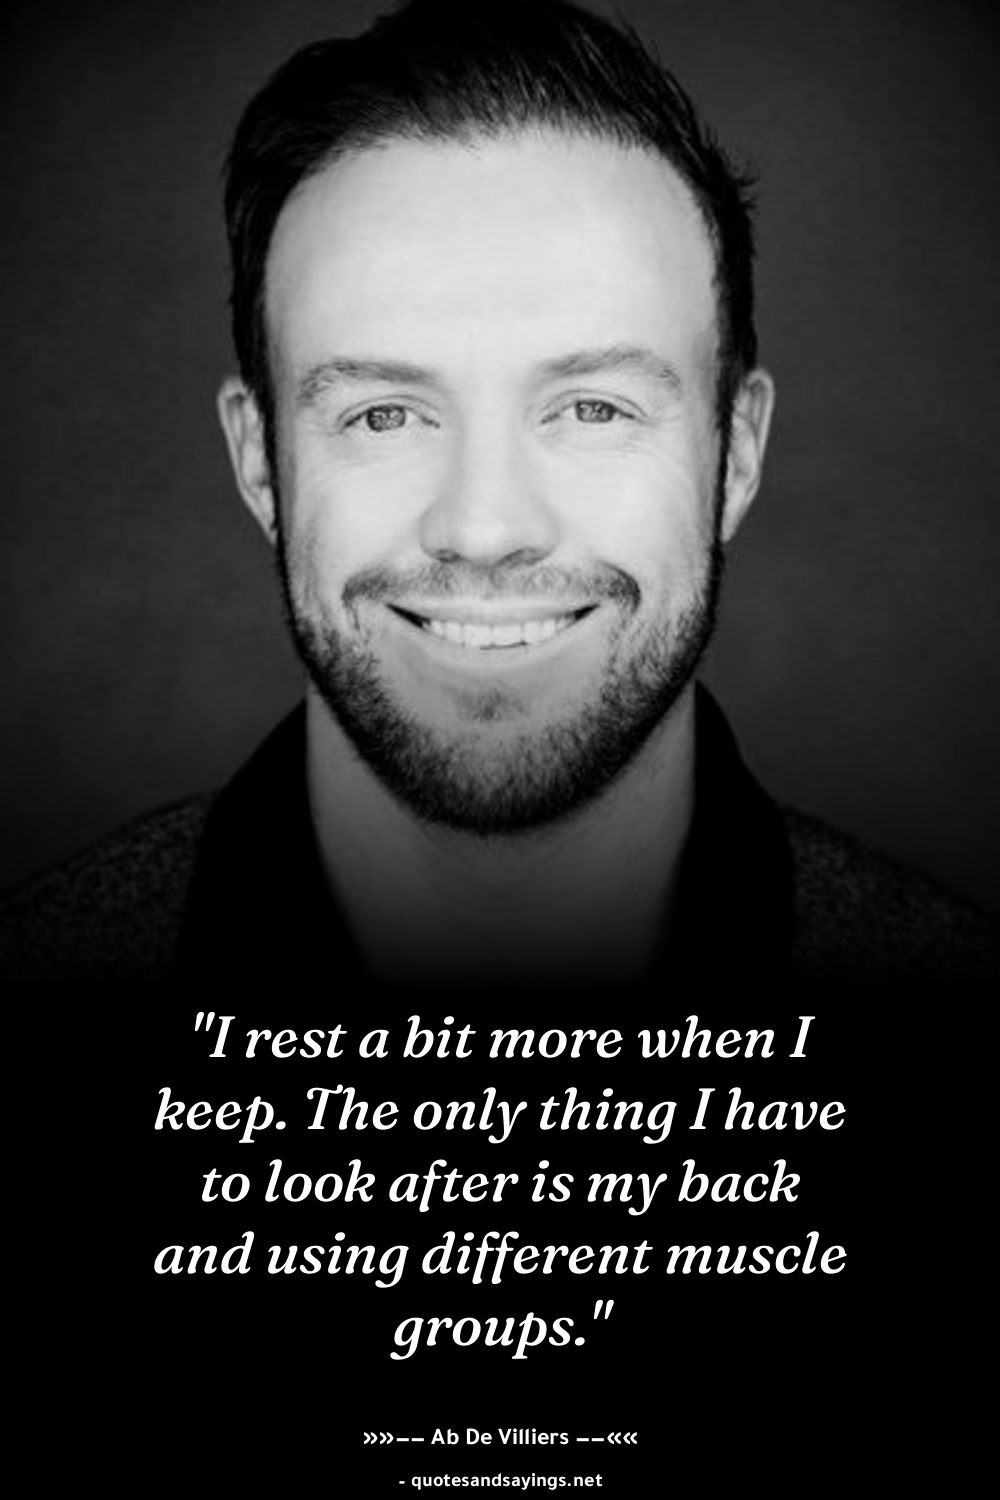 "I rest a bit more when I
keep. The only thing I have
to look after is my back
and using different muscle
groups."
»»–– Ab De Villiers ––««
- quotesandsayings.net